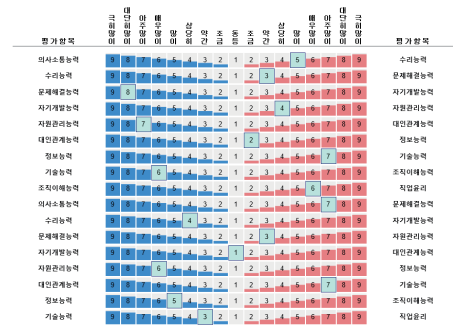 극히많이 대단히많이 아주많이 매우많이 많이 상당히 약간 조금 동등 조금 약간 상당히 많이 매우많이 아주많이 대단히많이 극히많이
평가항목 평가항목
의사소통능력 9 8 7 6 5 4 3 2 1 2 3 4 5 6 7 8 9 수리능력
수리능력 9 8 7 6 5 4 3 2 1 2 3 4 5 6 7 8 9 문제해결능력
문제해결능력 9 8 7 6 5 4 3 2 1 2 3 4 5 6 7 8 9 자기개발능력
자기개발능력 9 8 7 6 5 4 3 2 1 2 3 4 5 6 7 8 9 자원관리능력
자원관리능력 9 8 7 6 5 4 3 2 1 2 3 4 5 6 7 8 9 대인관계능력
대인관계능력 9 8 7 6 5 4 3 2 1 2 3 4 5 6 7 8 9 정보능력
정보능력 9 8 7 6 5 4 3 2 1 2 3 4 5 6 7 8 9 기술능력
기술능력 9 8 7 6 5 4 3 2 1 2 3 4 5 6 7 8 9 조직이해능력
조직이해능력 9 8 7 6 5 4 3 2 1 2 3 4 5 6 7 8 9 직업윤리
의사소통능력 9 8 7 6 5 4 3 2 1 2 3 4 5 6 7 8 9 문제해결능력
수리능력 9 8 7 6 5 4 3 2 1 2 3 4 5 6 7 8 9 자기개발능력
문제해결능력 9 8 7 6 5 4 3 2 1 2 3 4 5 6 7 8 9 자원관리능력
자기개발능력 9 8 7 6 5 4 3 2 1 2 3 4 5 6 7 8 9 대인관계능력
자원관리능력 9 8 7 6 5 4 3 2 1 2 3 4 5 6 7 8 9 정보능력
대인관계능력 9 8 7 6 5 4 3 2 1 2 3 4 5 6 7 8 9 기술능력
정보능력 9 8 7 6 5 4 3 2 1 2 3 4 5 6 7 8 9 조직이해능력
기술능력 9 8 7 6 5 4 3 2 1 2 3 4 5 6 7 8 9 직업윤리